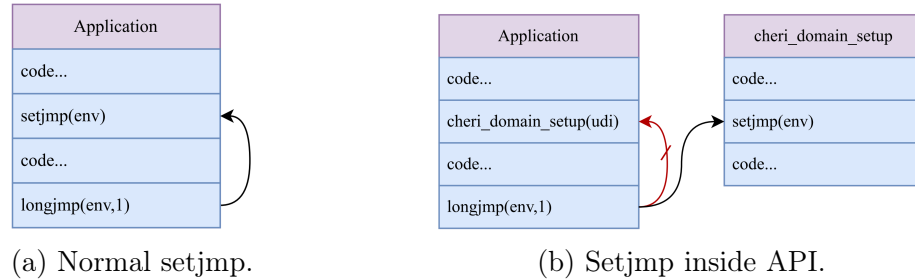 Application
code...
setjmp(env)
code...
longjmp(env,1)
(a) Normal setjmp.
Application
code...
cheri_domain_setup(udi)
code...
longjmp(env,1)
cheri_domain_setup
code...
setjmp(env)
code...
(b) Setjmp inside API.